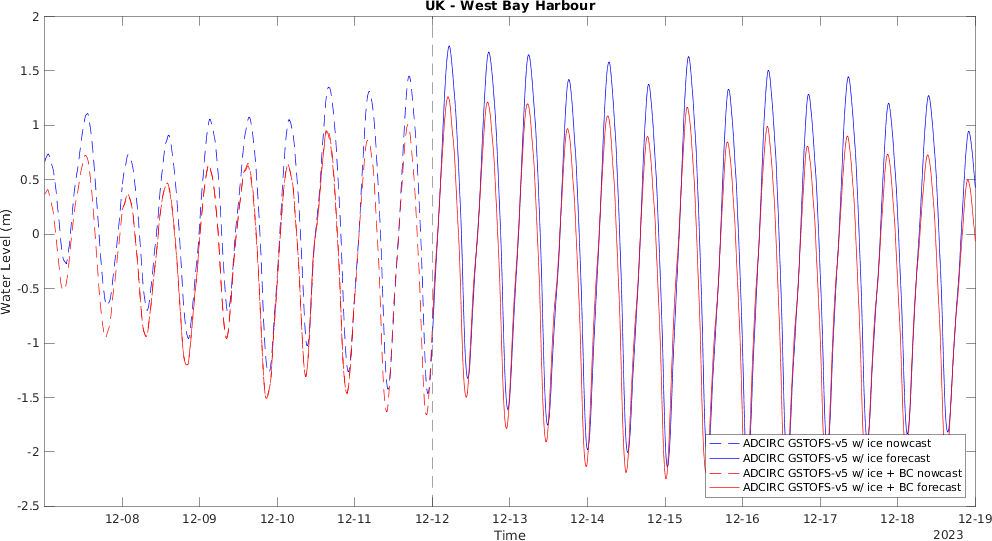 UK - West Bay Harbour
2
1.5
1
0.5
0
-0.5
-1
-1.5
-2
-2.5
Water Level (m)
ADCIRC GSTOFS-v5 w/ ice nowcast
ADCIRC GSTOFS-v5 w/ ice forecast
ADCIRC GSTOFS-v5 w/ ice + BC nowcast
ADCIRC GSTOFS-v5 w/ ice + BC forecast
12-08 12-09 12-10 12-11 12-12 12-13 12-14 12-15 12-16 12-17 12-18 12-19
Time
2023